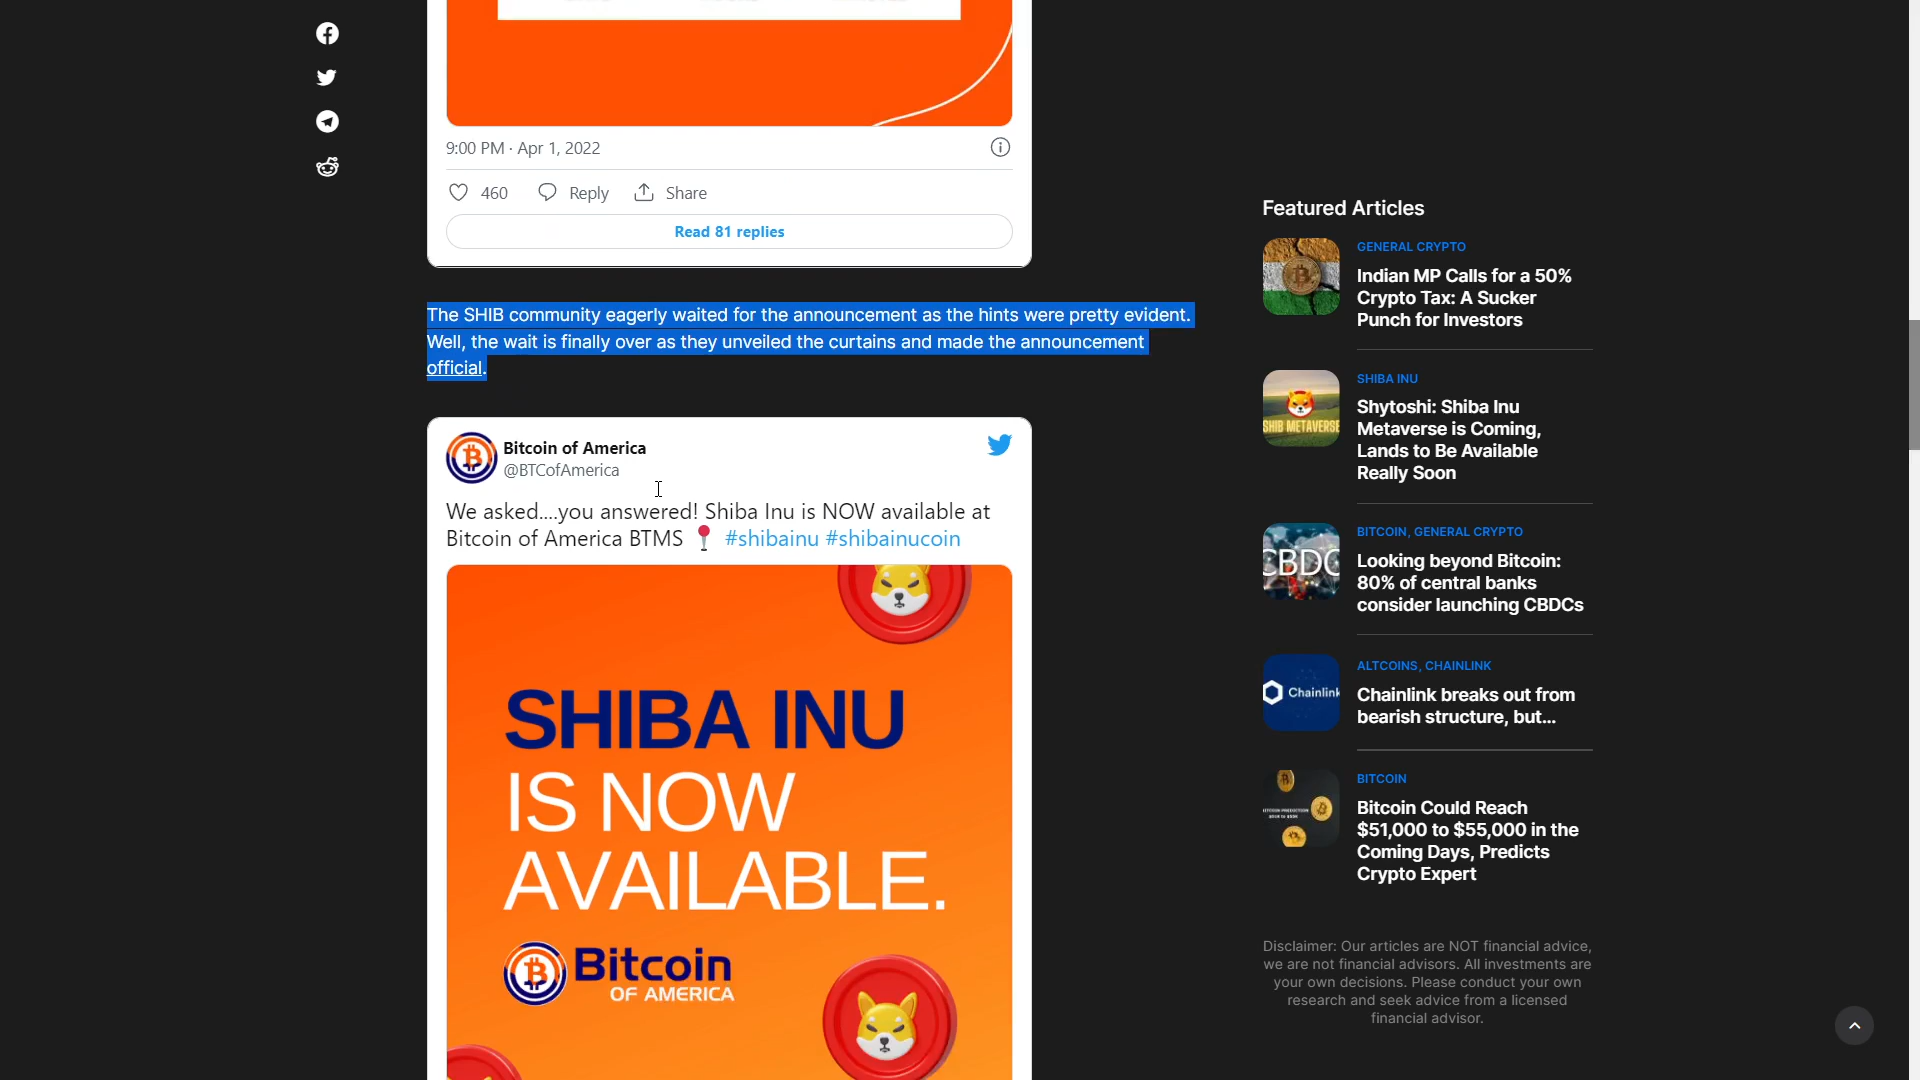 9:00 PM · Apr 1, 2022
460 Reply Share
Read 81 replies
The SHIB community eagerly waited for the announcement as the hints were pretty evident.
Well, the wait is finally over as they unveiled the curtains and made the announcement
official.
Bitcoin of America
@BTCofAmerica
We asked....you answered! Shiba Inu is NOW available at
Bitcoin of America BTMS 📍 #shibainu #shibainucoin
SHIBA INU
IS NOW
AVAILABLE.
Bitcoin
OF AMERICA
Featured Articles
GENERAL CRYPTO
Indian MP Calls for a 50%
Crypto Tax: A Sucker
Punch for Investors
SHIB METAVERSE
SHIBA INU
Shytoshi: Shiba Inu
Metaverse is Coming,
Lands to Be Available
Really Soon
CBDC
BITCOIN, GENERAL CRYPTO
Looking beyond Bitcoin:
80% of central banks
consider launching CBDCs
Chainlink
ALTCOINS, CHAINLINK
Chainlink breaks out from
bearish structure, but...
BITCOIN
Bitcoin Could Reach
$51,000 to $55,000 in the
Coming Days, Predicts
Crypto Expert
Disclaimer: Our articles are NOT financial advice,
we are not financial advisors. All investments are
your own decisions. Please conduct your own
research and seek advice from a licensed
financial advisor.